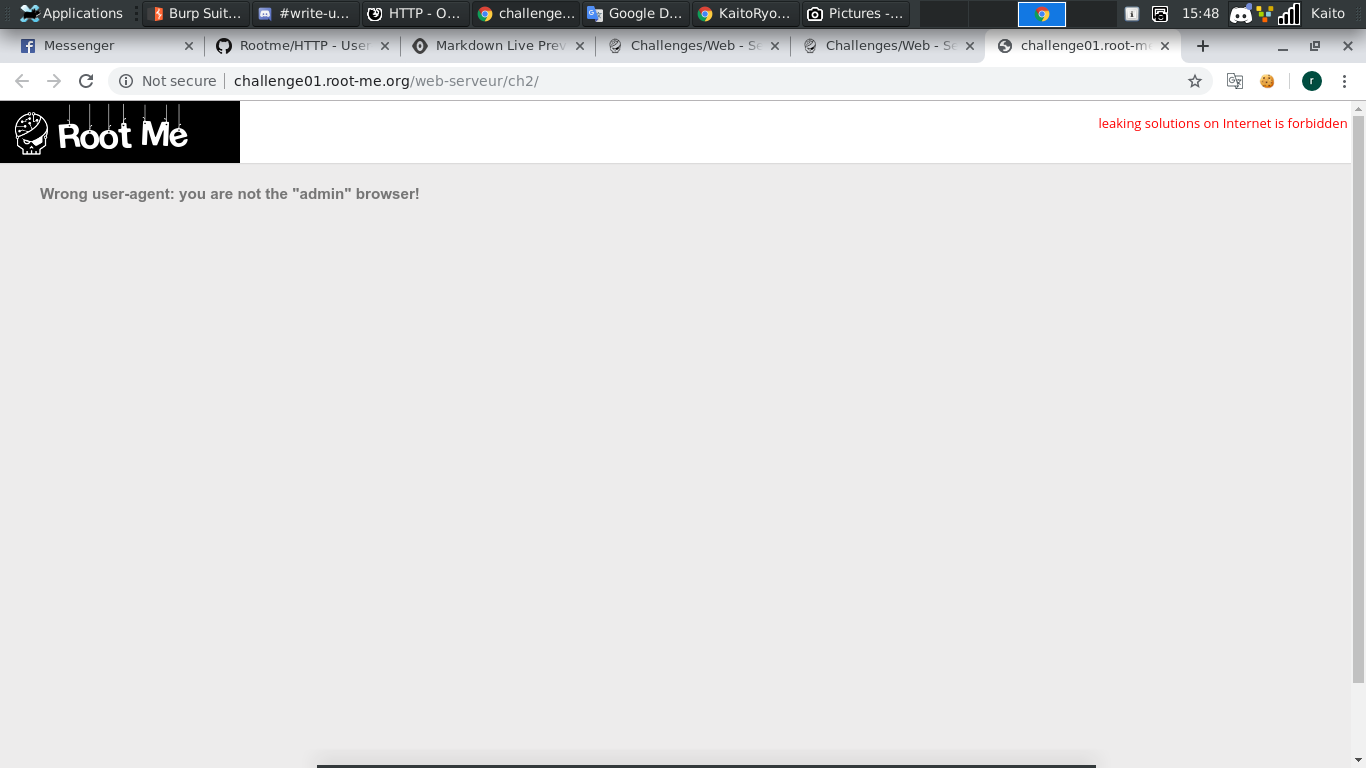 Applications Burp Suit... #write-u... HTTP - O... challenge... Google D... KaitoRyo... Pictures -... 15:48 Kaito
Messenger Rootme/HTTP - User Markdown Live Prev Challenges/Web - Se Challenges/Web - Se challenge01.root-me
Not secure challenge01.root-me.org/web-serveur/ch2/ r
Root Me
leaking solutions on Internet is forbidden
Wrong user-agent: you are not the "admin" browser!